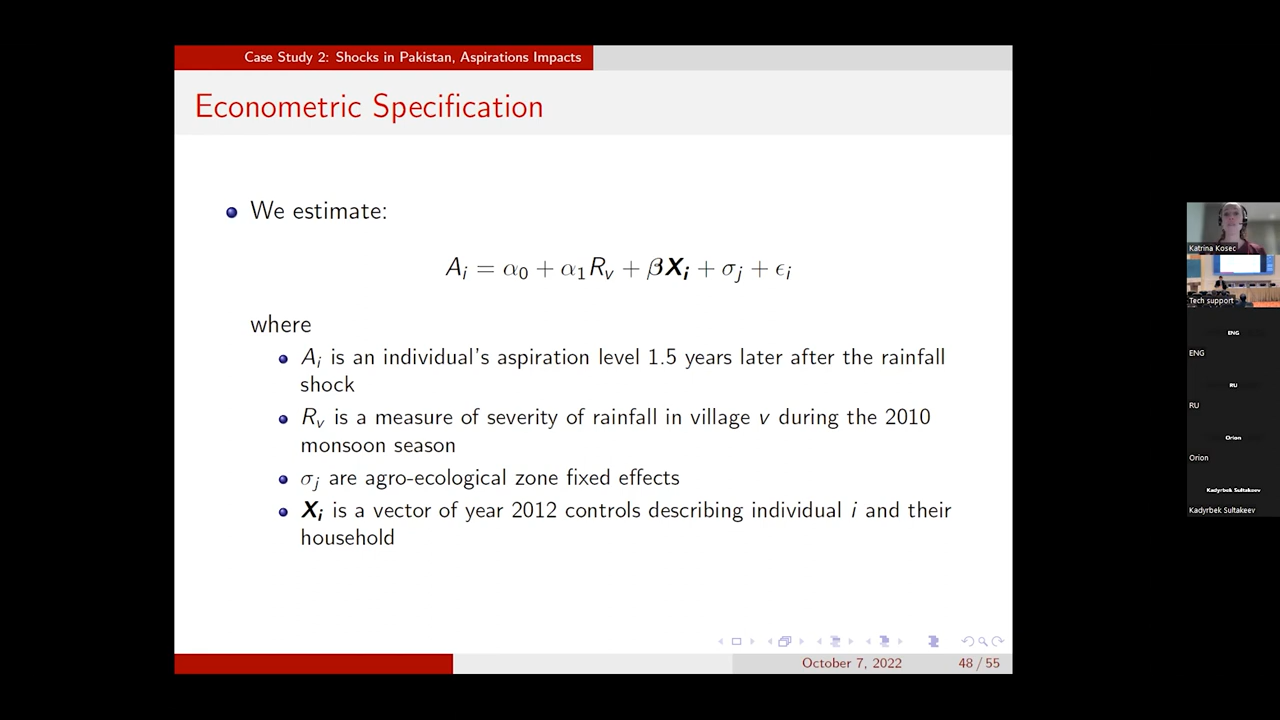 Case Study 2: Shocks in Pakistan, Aspirations Impacts
Econometric Specification
We estimate:
A_i = α_0 + α_1 R_v + βX_i + σ_j + ϵ_i
where
A_i is an individual's aspiration level 1.5 years later after the rainfall
shock
R_v is a measure of severity of rainfall in village v during the 2010
monsoon season
σ_j are agro-ecological zone fixed effects
X_i is a vector of year 2012 controls describing individual i and their
household
October 7, 2022
48 / 55
Katrina Kosec
Tech support
ENG
ENG
RU
RU
Orion
Orion
Kadyrbek Sultakeev
Kadyrbek Sultakeev